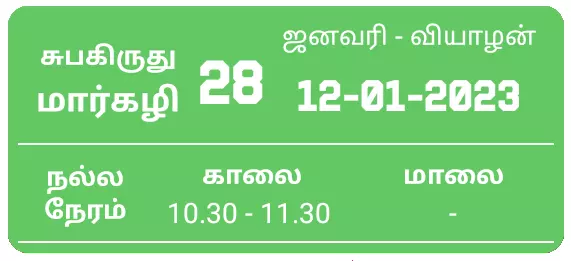 ஜனவரி - வியாழன்
சுபகிருது
மார்கழி 28 12-01-2023
நல்ல நேரம் காலை மாலை
10.30 - 11.30 -